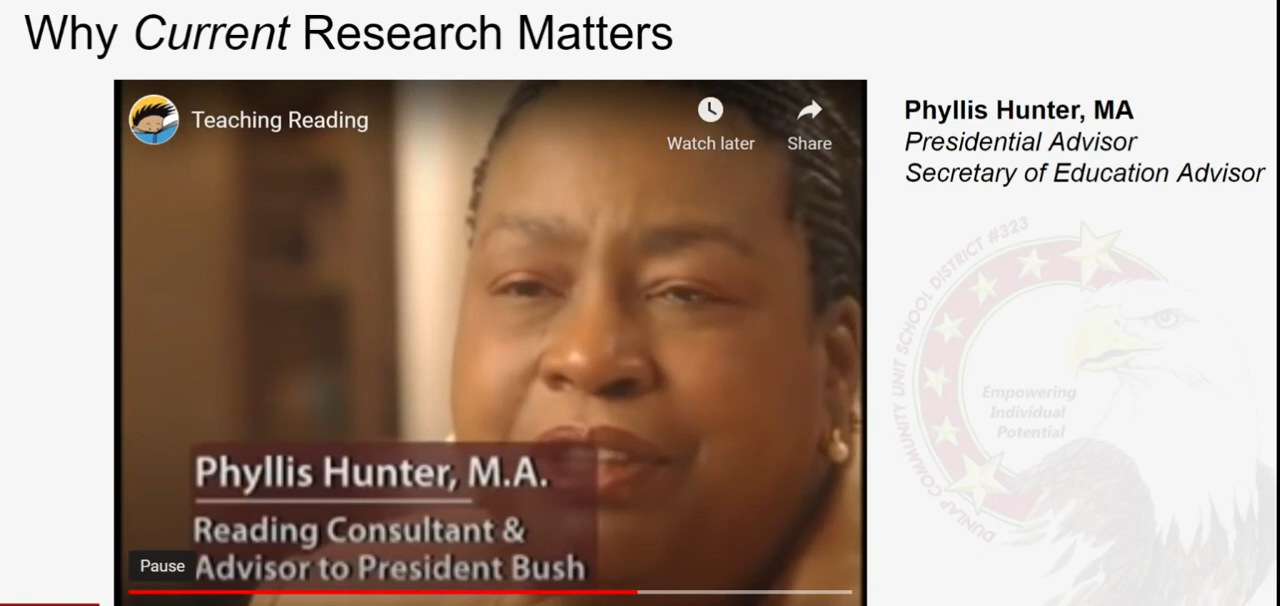 Why Current Research Matters
Teaching Reading
Watch later
Share
Phyllis Hunter, MA
Presidential Advisor
Secretary of Education Advisor
Phyllis Hunter, M.A.
Reading Consultant &
Advisor to President Bush
Pause
DUNLAP COMMUNITY UNIT SCHOOL DISTRICT #323
Empowering
Individual
Potential